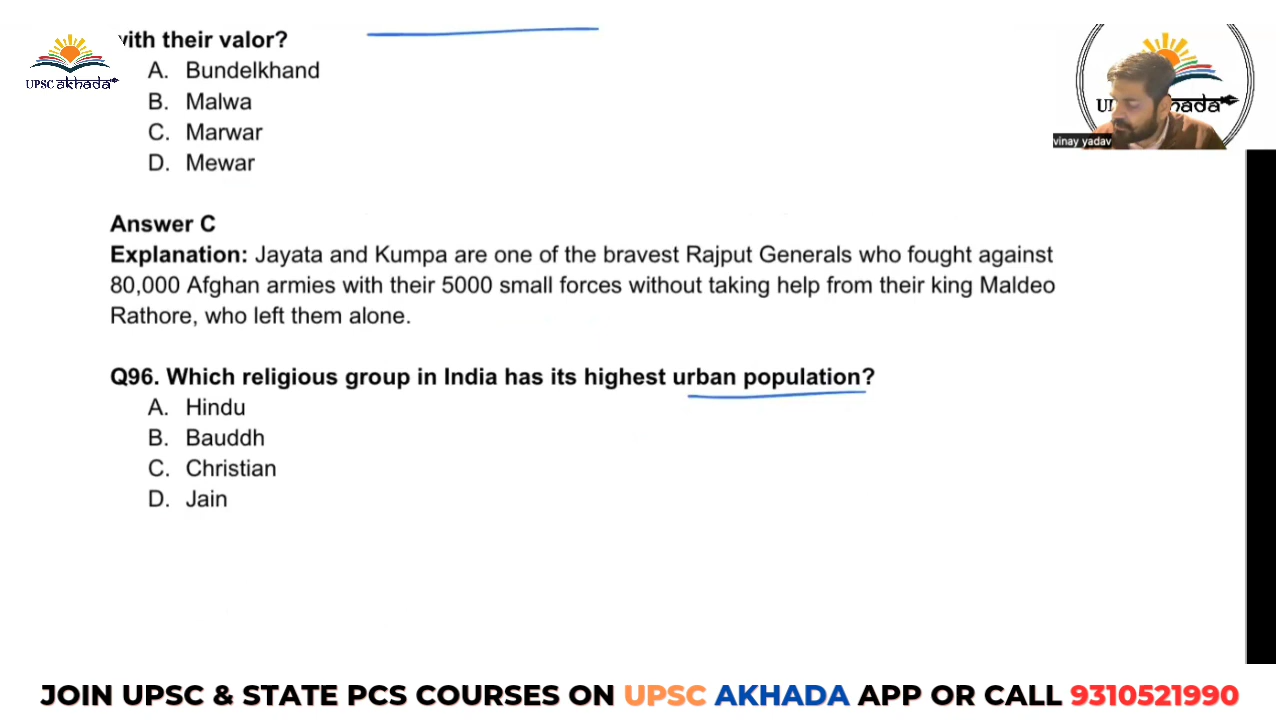 with their valor?
UPSC akhada
A. Bundelkhand
B. Malwa
C. Marwar
D. Mewar
vinay yadav
Answer C
Explanation: Jayata and Kumpa are one of the bravest Rajput Generals who fought against
80,000 Afghan armies with their 5000 small forces without taking help from their king Maldeo
Rathore, who left them alone.
Q96. Which religious group in India has its highest urban population?
A. Hindu
B. Bauddh
C. Christian
D. Jain
JOIN UPSC & STATE PCS COURSES ON UPSC AKHADA APP OR CALL 9310521990